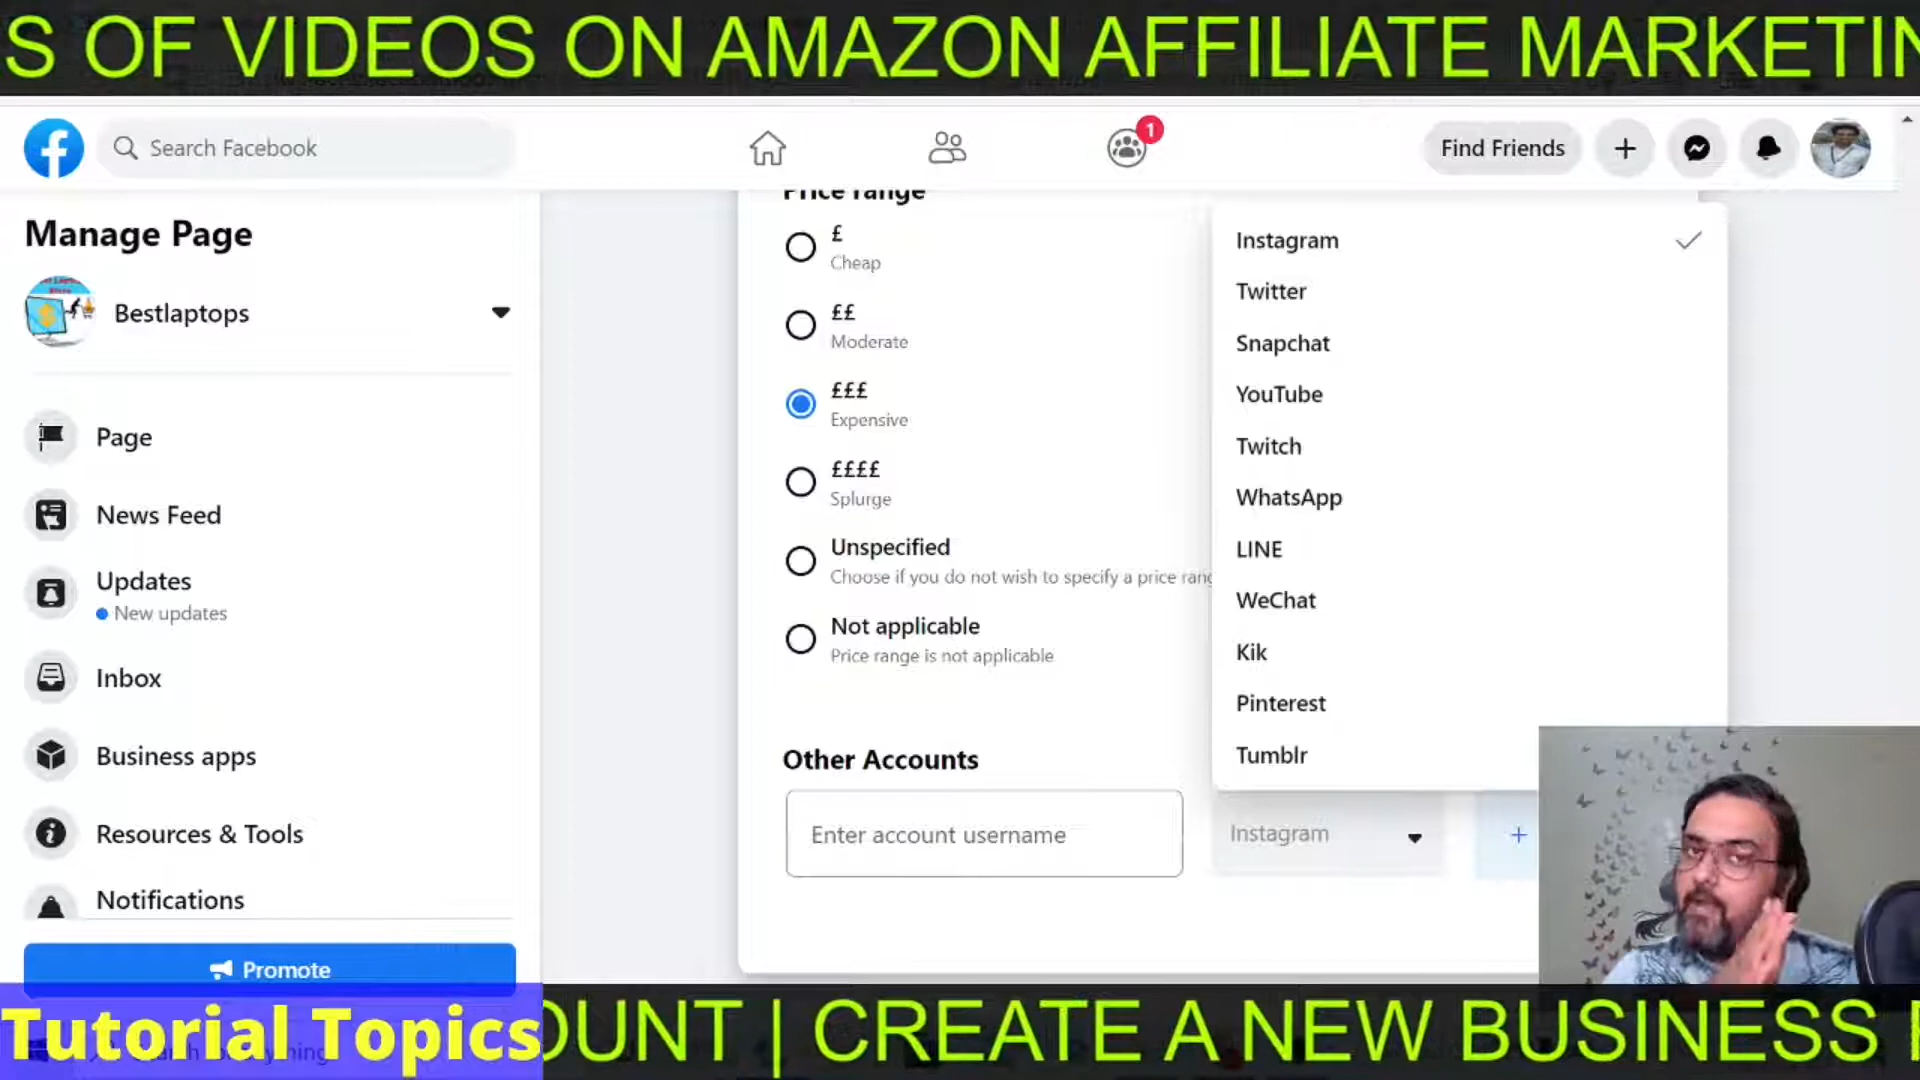 S OF VIDEOS ON AMAZON AFFILIATE MARKETIN
Search Facebook
1
Find Friends
Manage Page
Bestlaptops
Page
News Feed
Updates
New updates
Inbox
Business apps
Resources & Tools
Notifications
Promote
Price range
£
Cheap
££
Moderate
£££
Expensive
££££
Splurge
Unspecified
Choose if you do not wish to specify a price rang
Not applicable
Price range is not applicable
Other Accounts
Enter account username
Instagram
Twitter
Snapchat
YouTube
Twitch
WhatsApp
LINE
WeChat
Kik
Pinterest
Tumblr
Instagram
+
Tutorial Topics
OUNT | CREATE A NEW BUSINESS